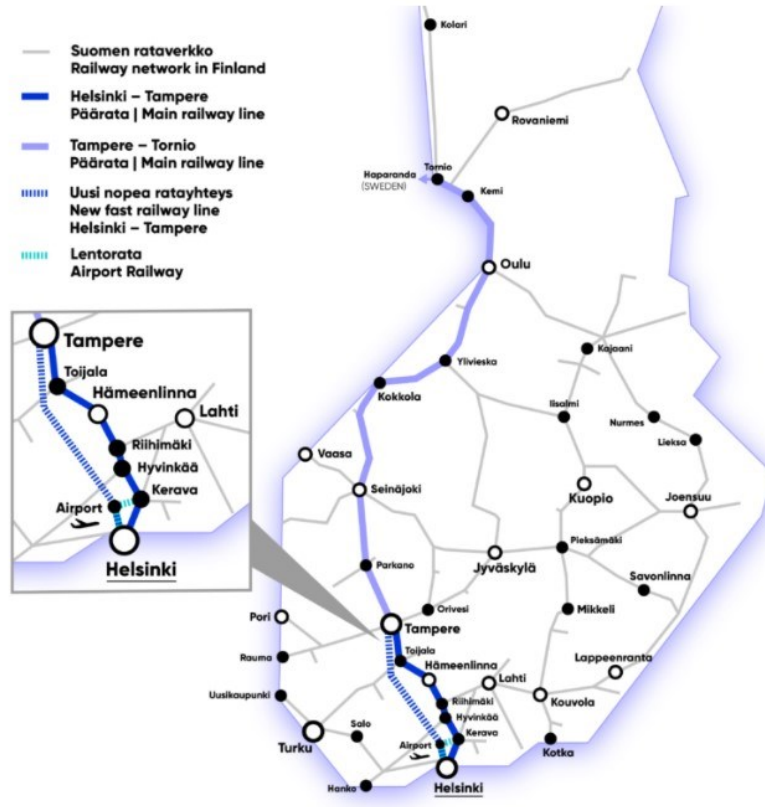 Suomen rataverkko
Railway network in Finland
Helsinki – Tampere
Päärata | Main railway line
Tampere – Tornio
Päärata | Main railway line
Uusi nopea ratayhteys
New fast railway line
Helsinki – Tampere
Lentorata
Airport Railway
Kolari
Rovaniemi
Haparanda
(SWEDEN)
Tornio
Kemi
Oulu
Ylivieska
Kajaani
Kokkola
Iisalmi
Nurmes
Lieksa
Vaasa
Seinäjoki
Kuopio
Joensuu
Parkano
Jyväskylä
Pieksämäki
Savonlinna
Pori
Tampere
Orivesi
Mikkeli
Rauma
Toijala
Hämeenlinna
Lahti
Lappeenranta
Uusikaupunki
Riihimäki
Kouvola
Turku
Salo
Hyvinkää
Airport
Kerava
Kotka
Hanko
Helsinki
Tampere
Toijala
Hämeenlinna
Lahti
Riihimäki
Hyvinkää
Kerava
Airport
Helsinki